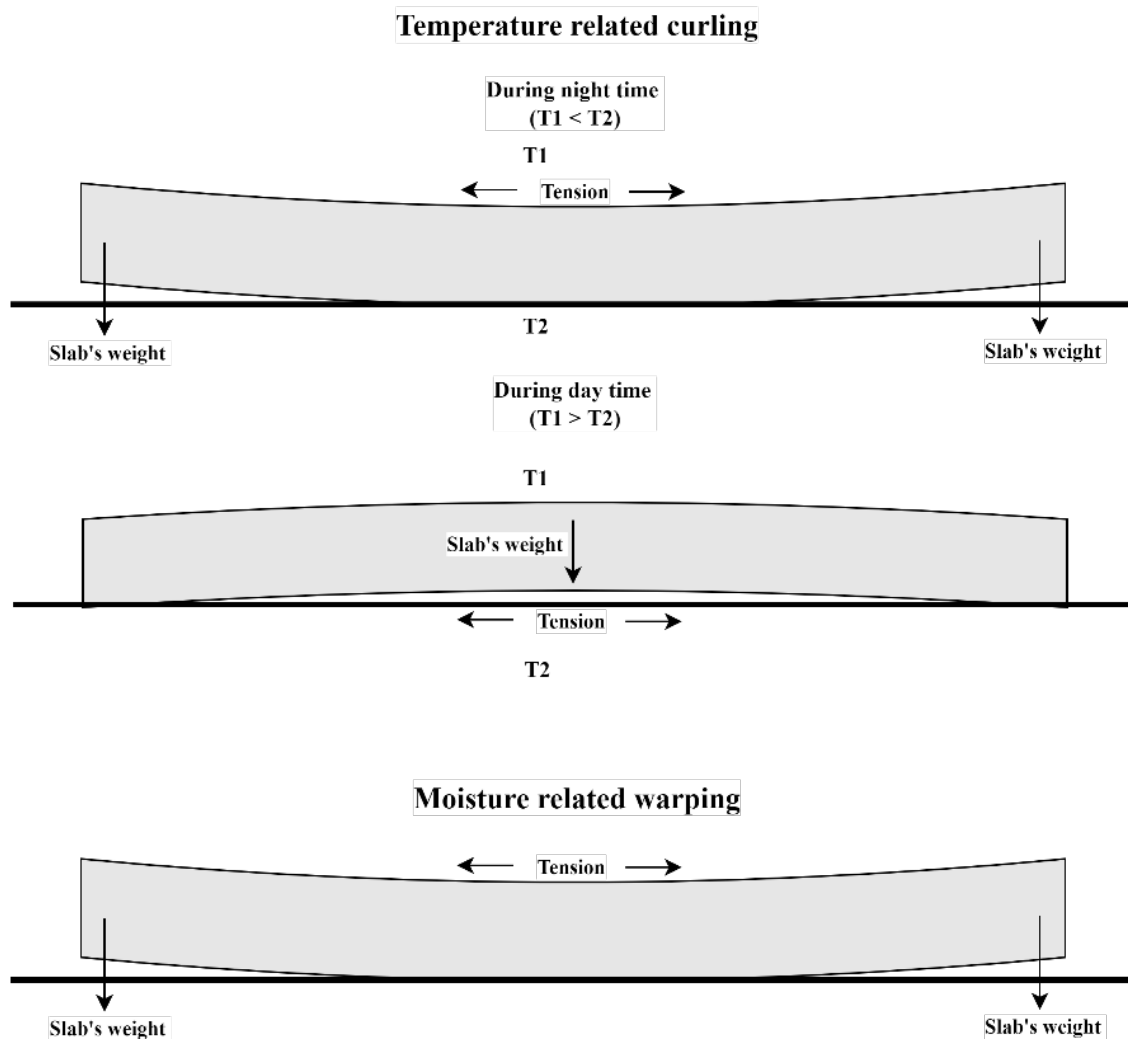 Temperature related curling
During night time
(T1 < T2)
T1
Tension
T2
Slab's weight
Slab's weight
During day time
(T1 > T2)
T1
Slab's weight
Tension
T2
Moisture related warping
Tension
Slab's weight
Slab's weight